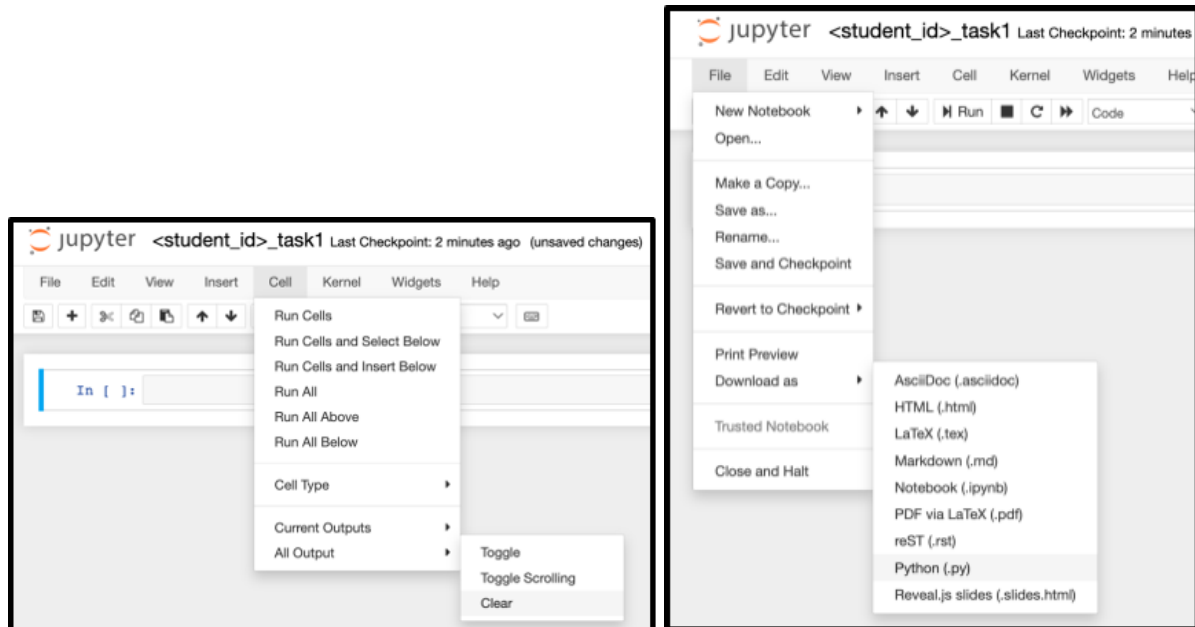 jupyter <student_id>_task1 Last Checkpoint: 2 minutes ago (unsaved changes)
File Edit View Insert Cell Kernel Widgets Help
In [ ]:
Run Cells
Run Cells and Select Below
Run Cells and Insert Below
Run All
Run All Above
Run All Below
Cell Type
Current Outputs
All Output
Toggle
Toggle Scrolling
Clear
jupyter <student_id>_task1 Last Checkpoint: 2 minutes
File Edit View Insert Cell Kernel Widgets Help
Run Code
New Notebook
Open...
Make a Copy...
Save as...
Rename...
Save and Checkpoint
Revert to Checkpoint
Print Preview
Download as
Trusted Notebook
Close and Halt
AsciiDoc (.asciidoc)
HTML (.html)
LaTeX (.tex)
Markdown (.md)
Notebook (.ipynb)
PDF via LaTeX (.pdf)
reST (.rst)
Python (.py)
Reveal.js slides (.slides.html)